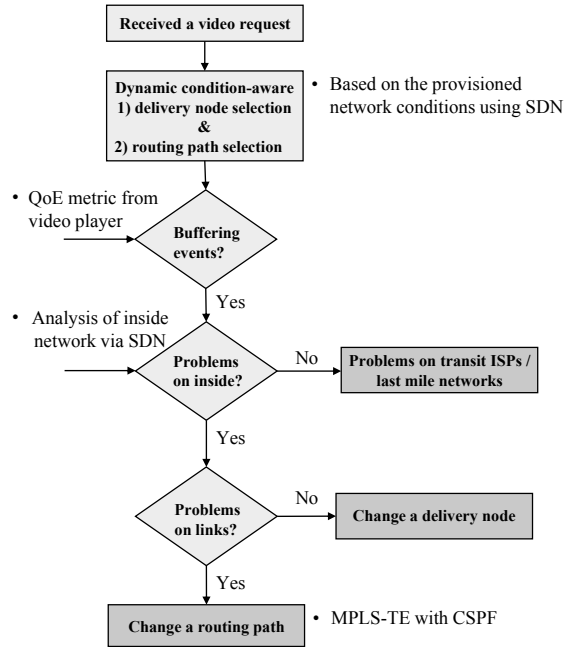 Received a video request
Dynamic condition-aware
1) delivery node selection
&
2) routing path selection
• Based on the provisioned
network conditions using SDN
• QoE metric from
video player
Buffering
events?
Yes
• Analysis of inside
network via SDN
Problems
on inside?
No
Problems on transit ISPs /
last mile networks
Yes
Problems
on links?
No
Change a delivery node
Yes
Change a routing path
• MPLS-TE with CSPF